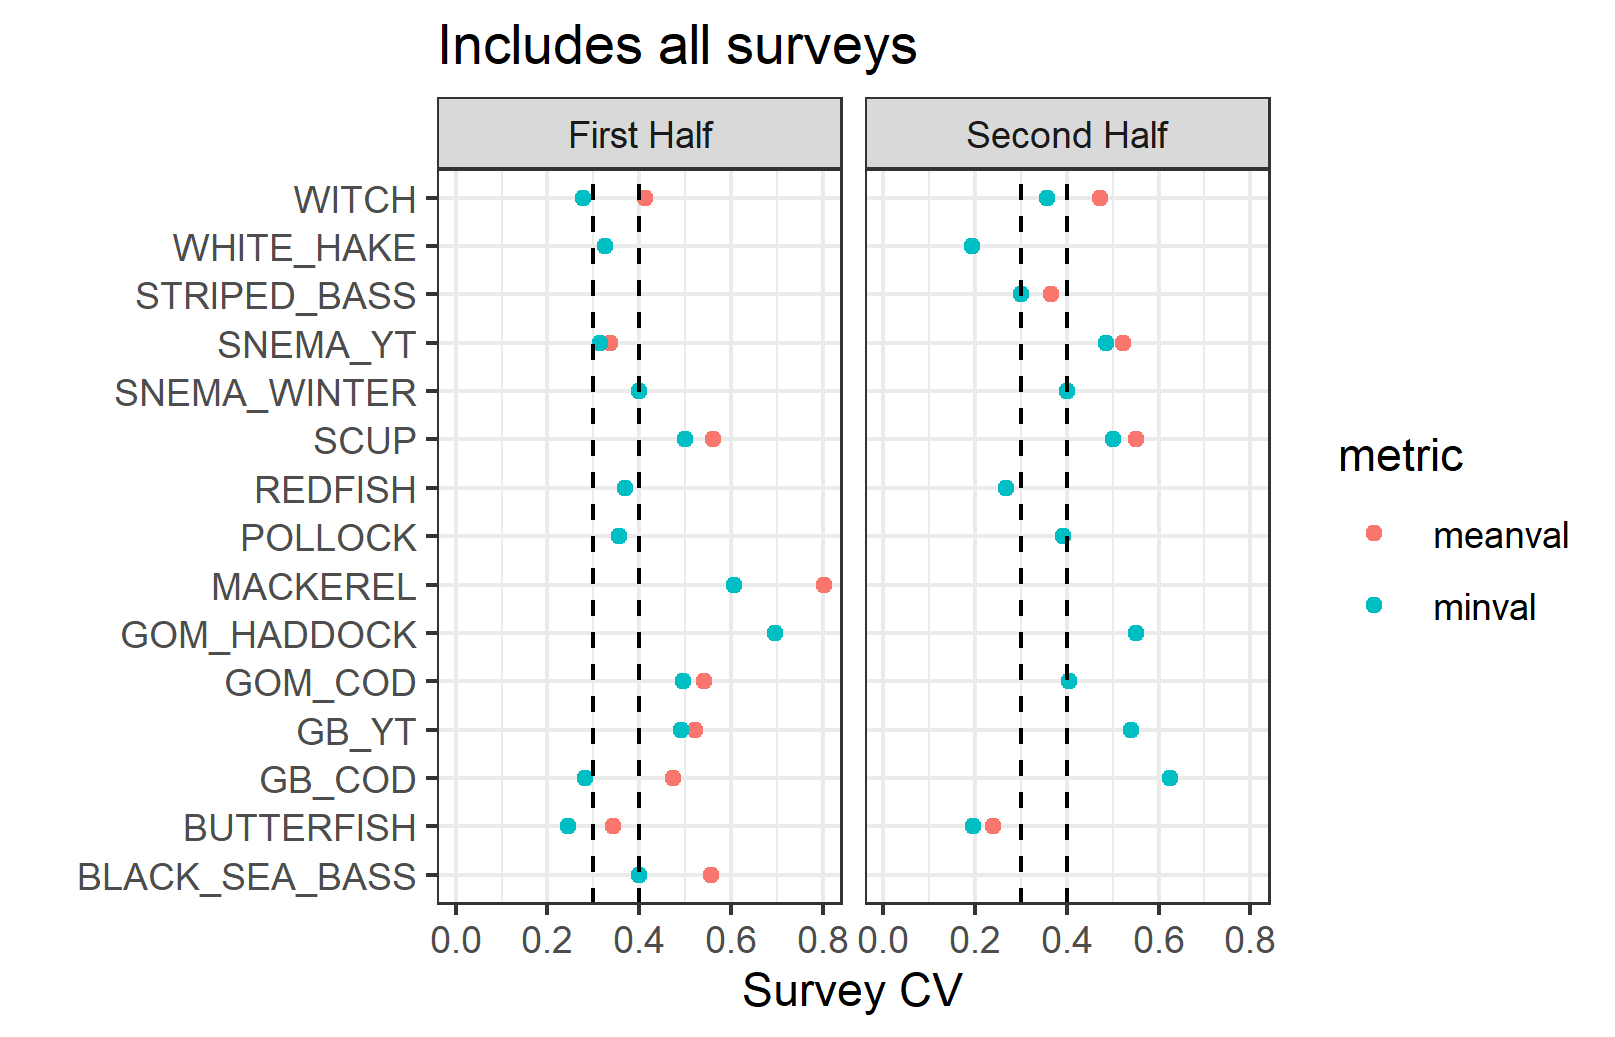 Includes all surveys
First Half
Second Half
WITCH
WHITE_HAKE
STRIPED_BASS
SNEMA_YT
SNEMA_WINTER
SCUP
REDFISH
POLLOCK
MACKEREL
GOM_HADDOCK
GOM_COD
GB_YT
GB_COD
BUTTERFISH
BLACK_SEA_BASS
0.0 0.2 0.4 0.6 0.8 0.0 0.2 0.4 0.6 0.8
Survey CV
metric
meanval
minval